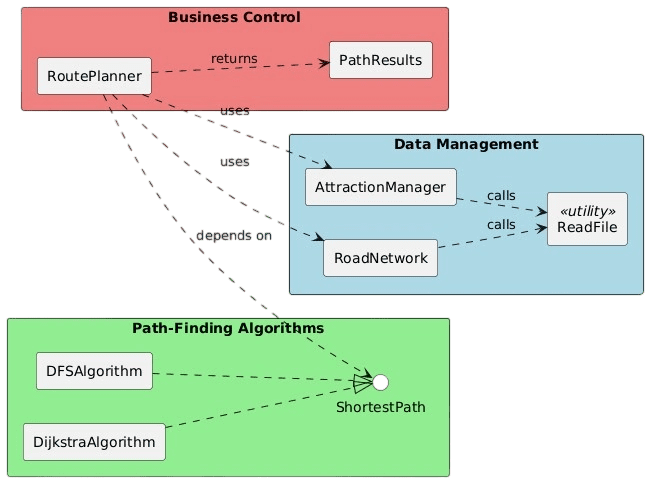 Business Control
RoutePlanner
returns
PathResults
uses
uses
depends on
Data Management
AttractionManager
calls
calls
«utility»
ReadFile
RoadNetwork
Path-Finding Algorithms
DFSAlgorithm
DijkstraAlgorithm
ShortestPath